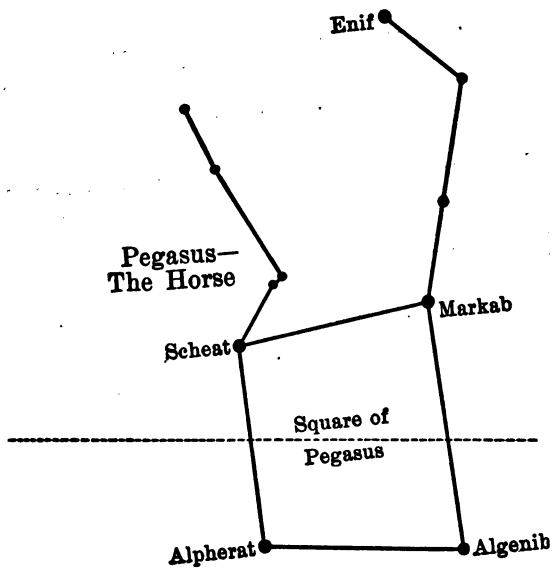 Enif
Pegasus—
The Horse
Markab
Scheat
Square of
Pegasus
Alpherat
Algenib